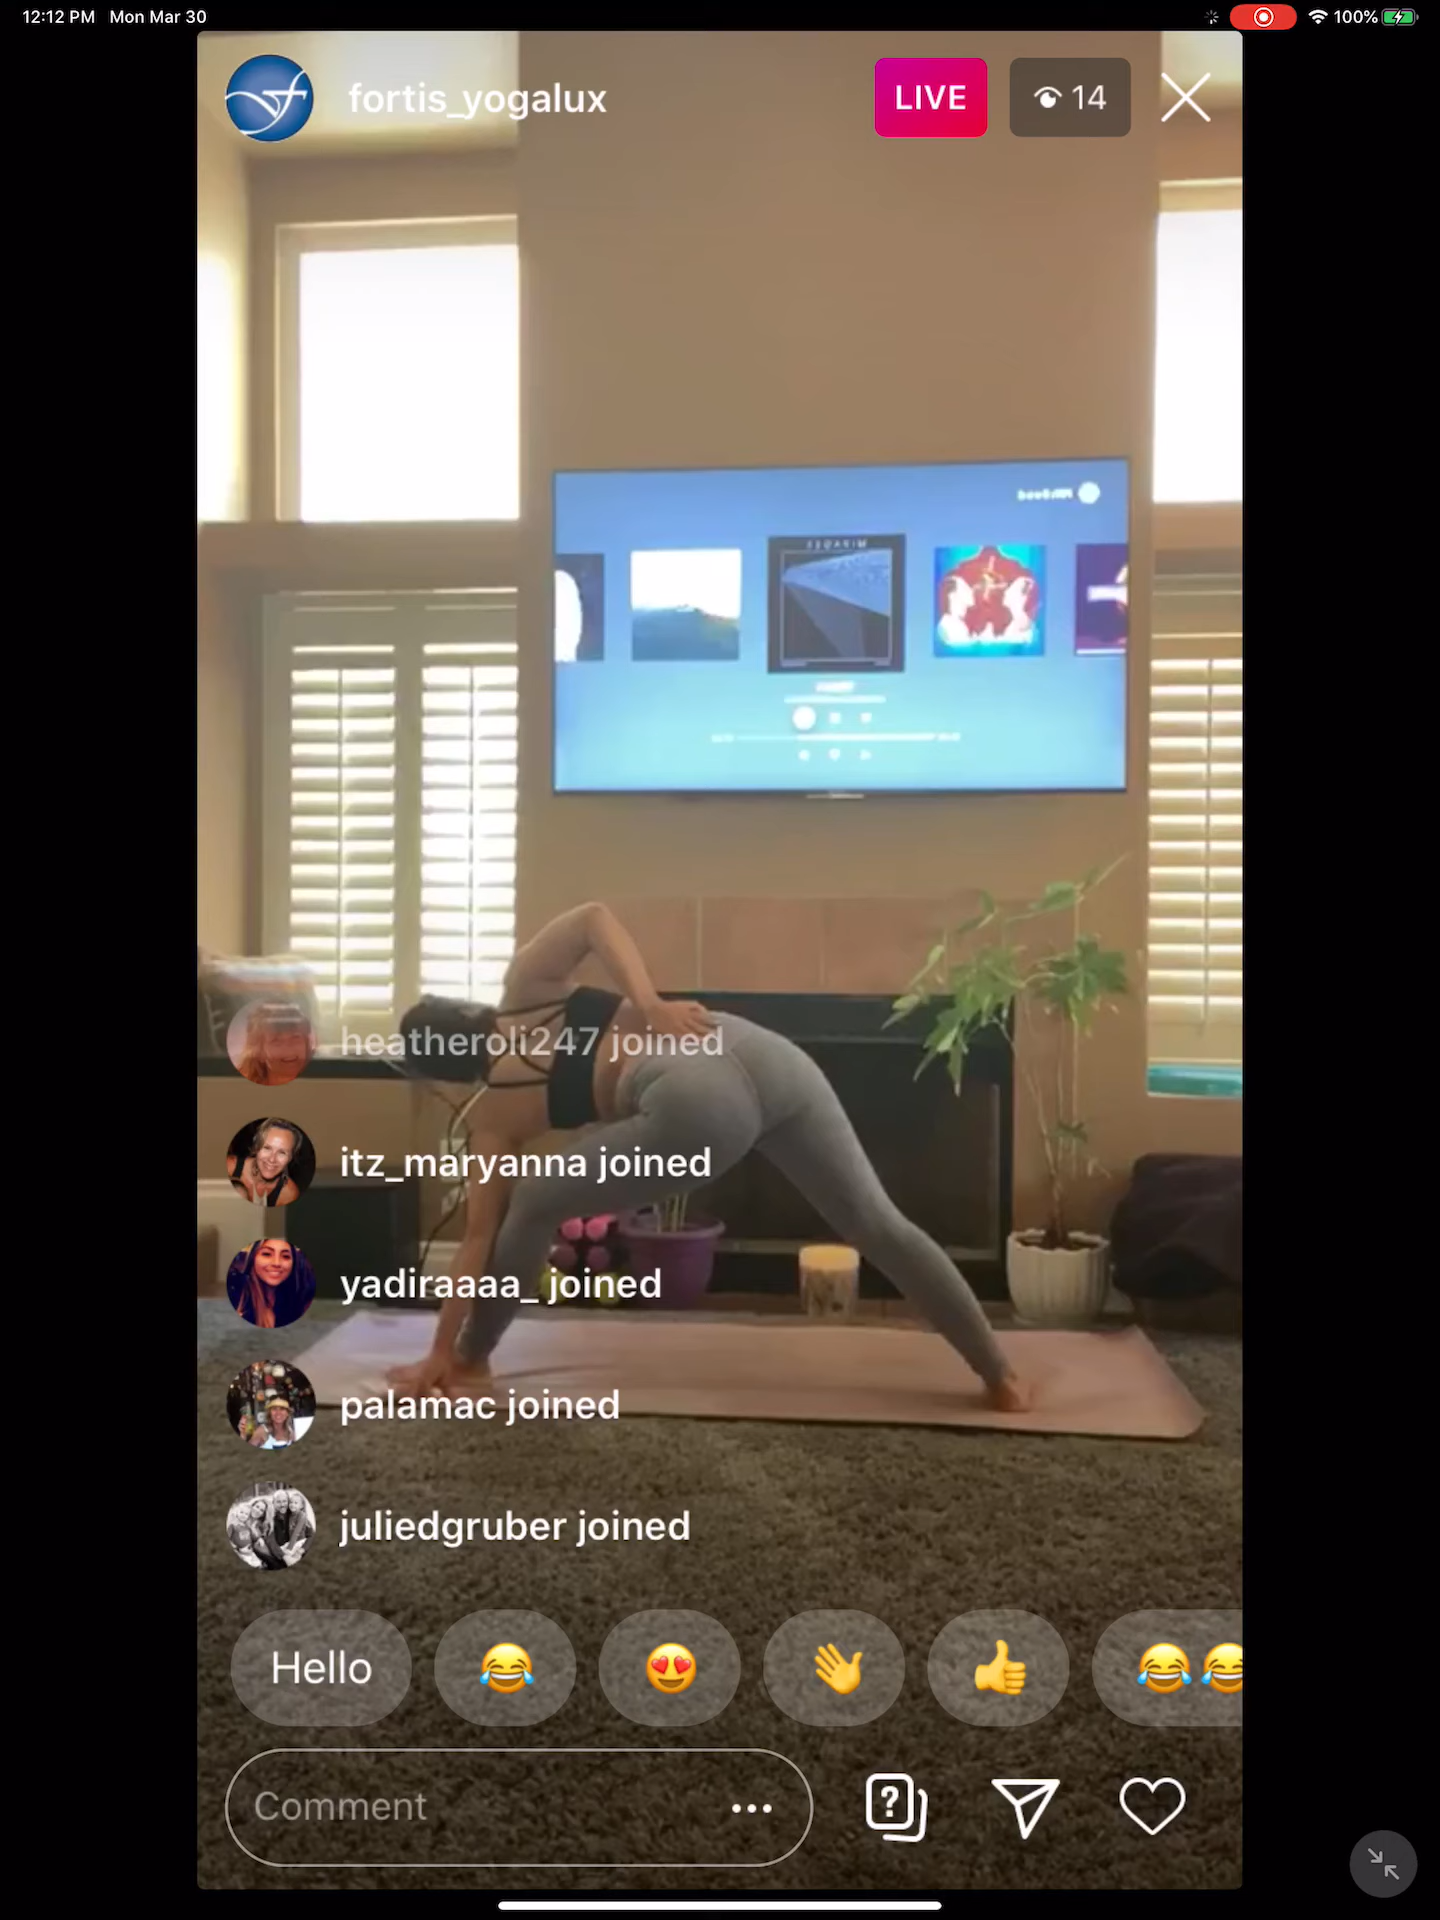 12:12 PM Mon Mar 30
100%
fortis_yogalux
LIVE
14
heatheroli247 joined
itz_maryanna joined
yadiraaaa_ joined
palamac joined
juliedgruber joined
Hello
Comment